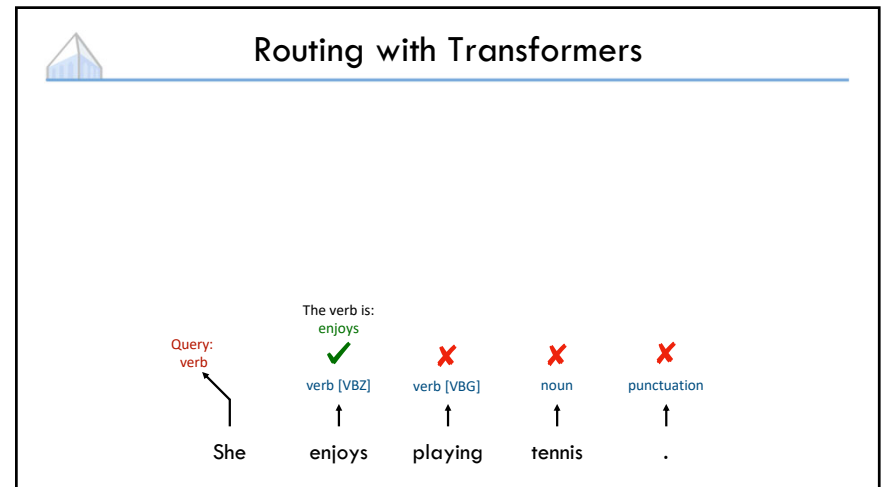 Routing with Transformers
The verb is:
enjoys
Query:
verb
✓ ✗ ✗ ✗
verb [VBZ] verb [VBG] noun punctuation
She enjoys playing tennis .